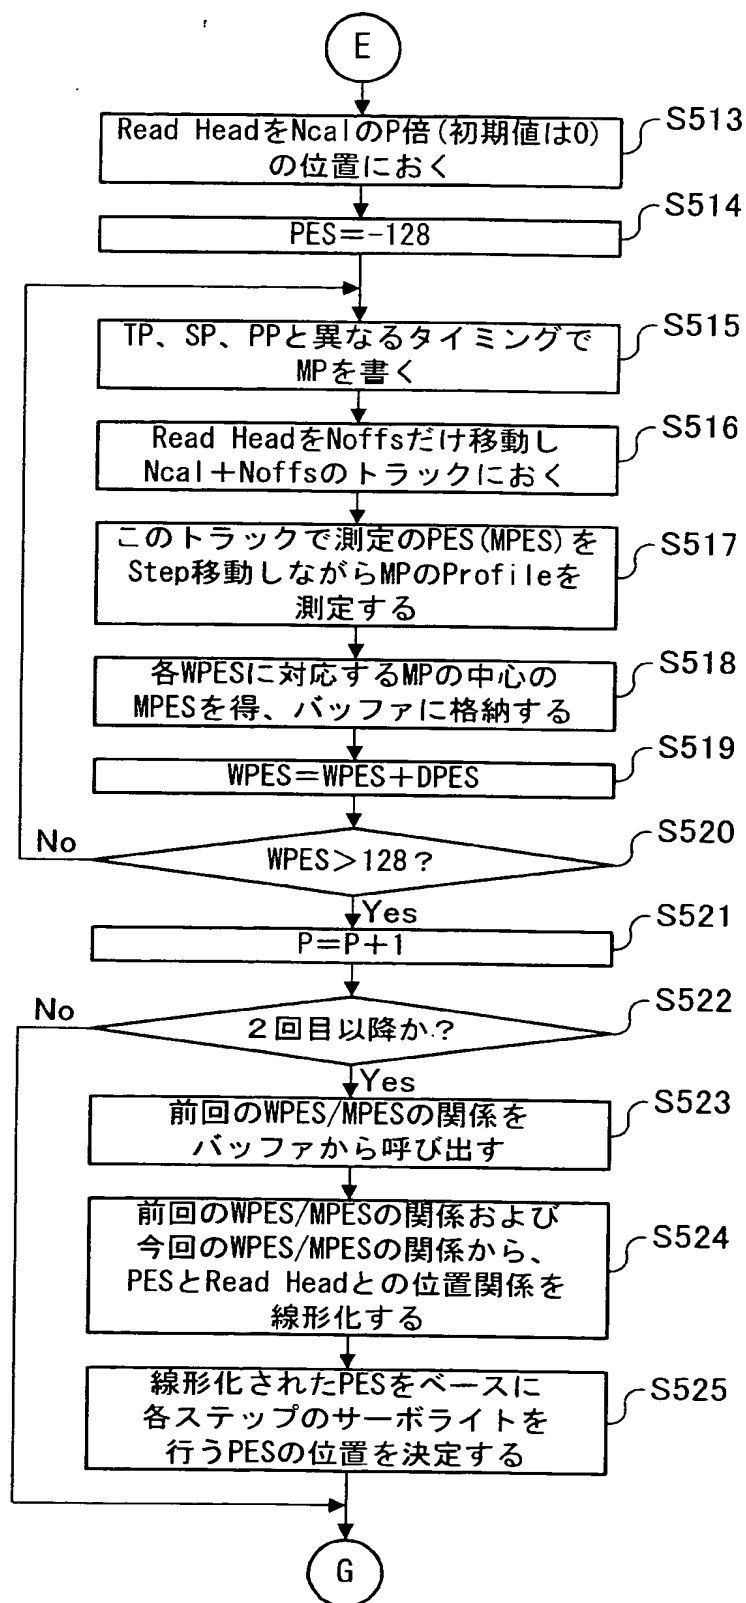 E
Read HeadをNcalのP倍(初期値は0)
の位置におく
S513
PES=-128
S514
TP、SP、PPと異なるタイミングで
MPを書く
S515
Read HeadをNoffsだけ移動し
Ncal+Noffsのトラックにおく
S516
このトラックで測定のPES(MPES)を
Step移動しながらMPのProfileを
測定する
S517
各WPESに対応するMPの中心の
MPESを得、バッファに格納する
S518
WPES=WPES+DPES
S519
No
WPES>128?
S520
Yes
P=P+1
S521
No
2回目以降か?
S522
Yes
前回のWPES/MPESの関係を
バッファから呼び出す
S523
前回のWPES/MPESの関係および
今回のWPES/MPESの関係から、
PESとRead Headとの位置関係を
線形化する
S524
線形化されたPESをベースに
各ステップのサーボライトを
行うPESの位置を決定する
S525
G